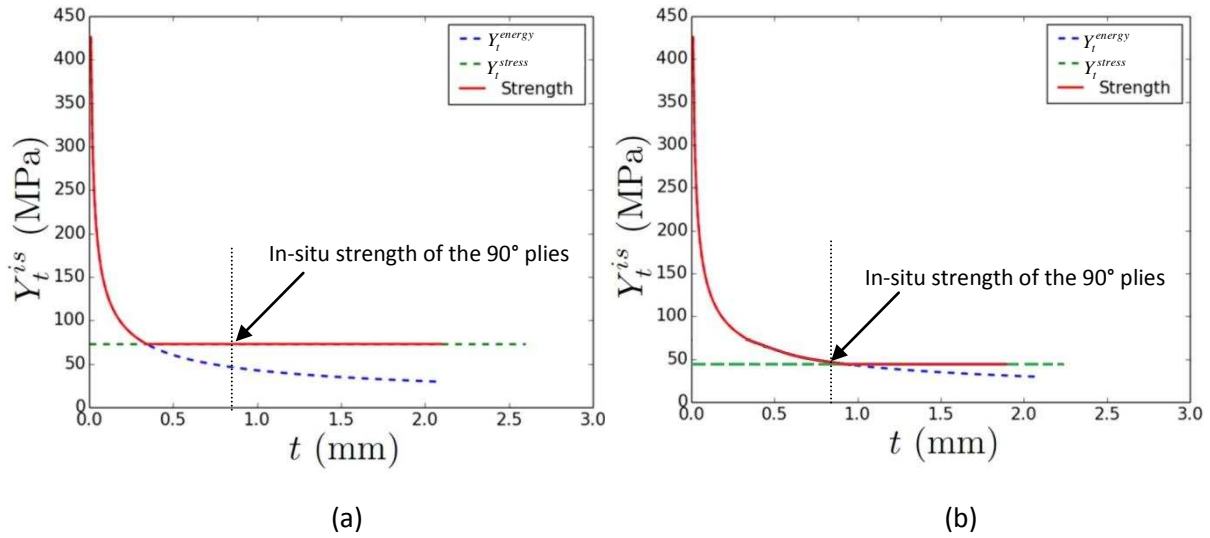 450
400
350
300
250
200
150
100
50
0
0.0 0.5 1.0 1.5 2.0 2.5 3.0
Y_t^{is} (MPa)
t (mm)
Y_t^{energy}
Y_t^{stress}
Strength
In-situ strength of the 90° plies
(a)
450
400
350
300
250
200
150
100
50
0
0.0 0.5 1.0 1.5 2.0 2.5 3.0
Y_t^{is} (MPa)
t (mm)
Y_t^{energy}
Y_t^{stress}
Strength
In-situ strength of the 90° plies
(b)